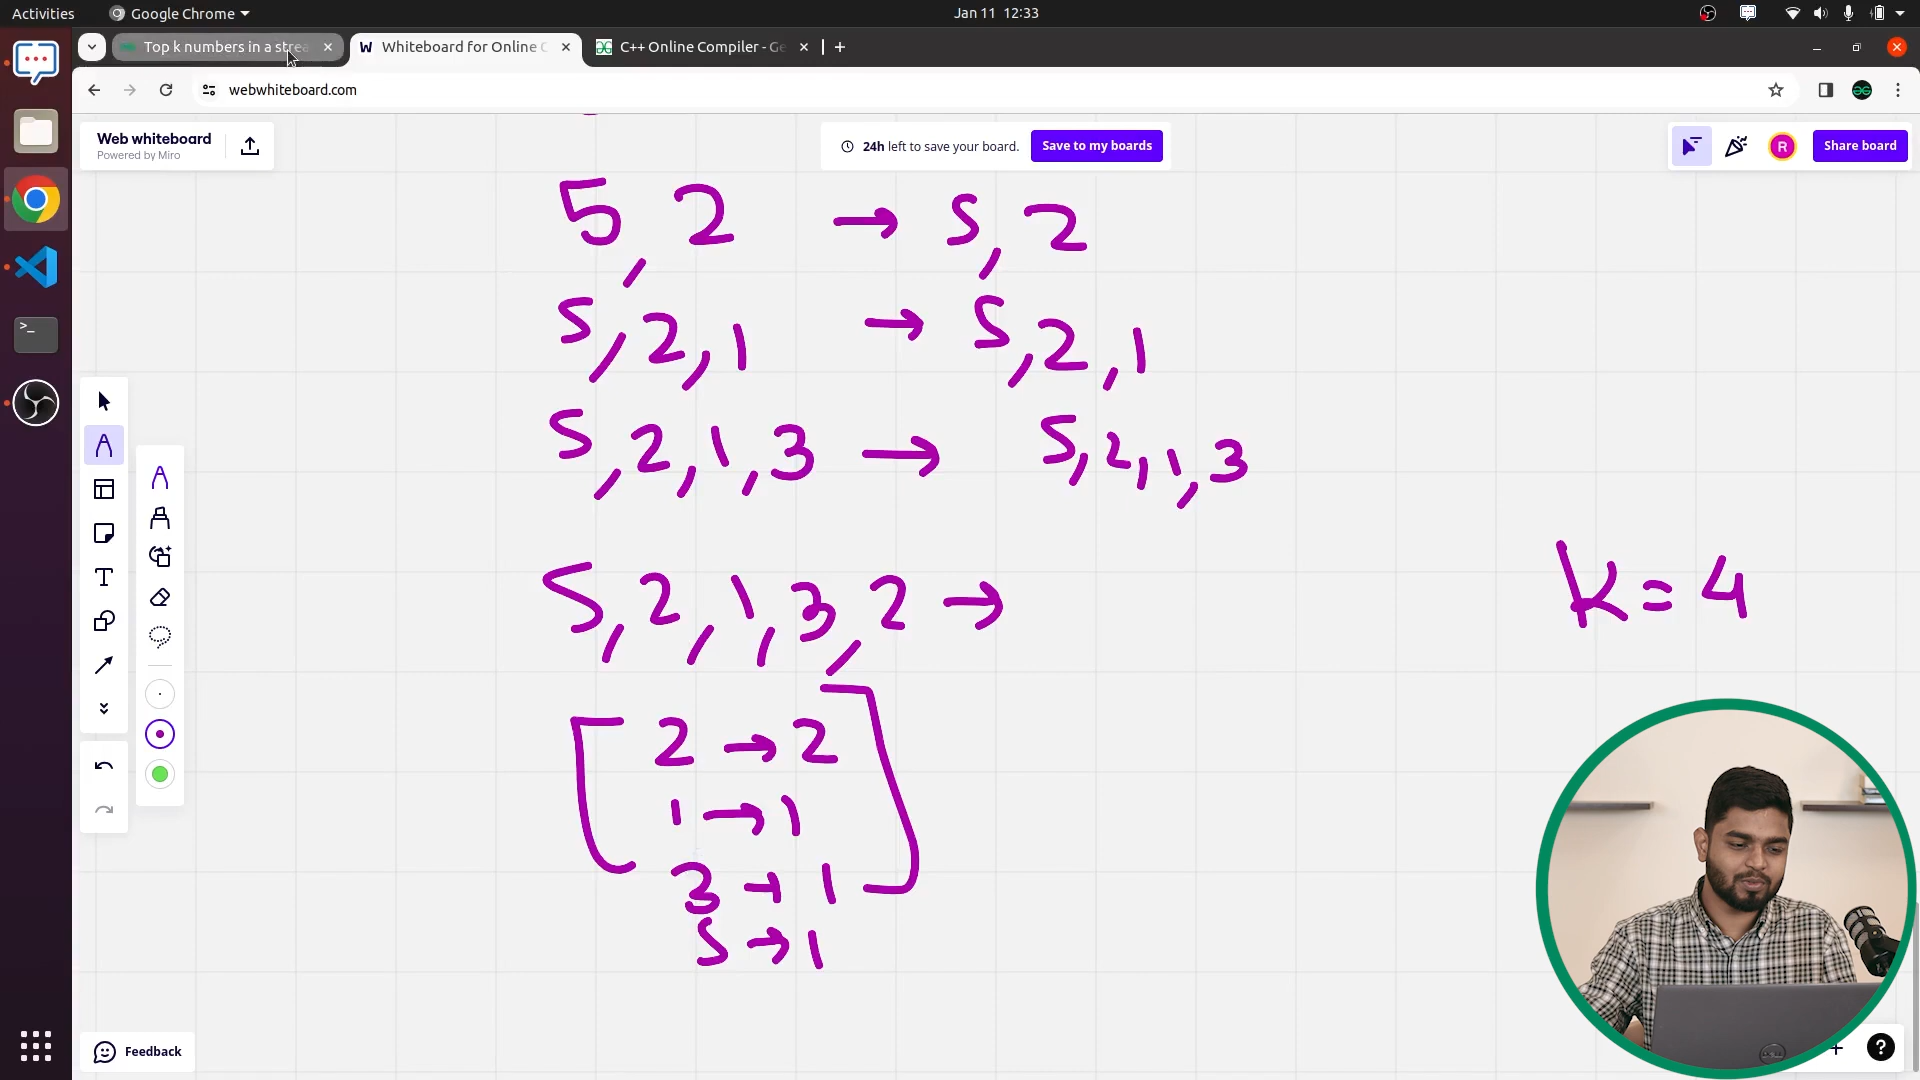 Activities Google Chrome Jan 11 12:33
Top k numbers in a strea Whiteboard for Online C C++ Online Compiler - Ge
webwhiteboard.com
Web whiteboard
Powered by Miro
24h left to save your board. Save to my boards
R Share board
5, 2 → 5, 2
5, 2, 1 → 5, 2, 1
5, 2, 1, 3 → 5, 2, 1, 3
5, 2, 1, 3, 2 →
K = 4
2 → 2
1 → 1
3 → 1
5 → 1
Feedback